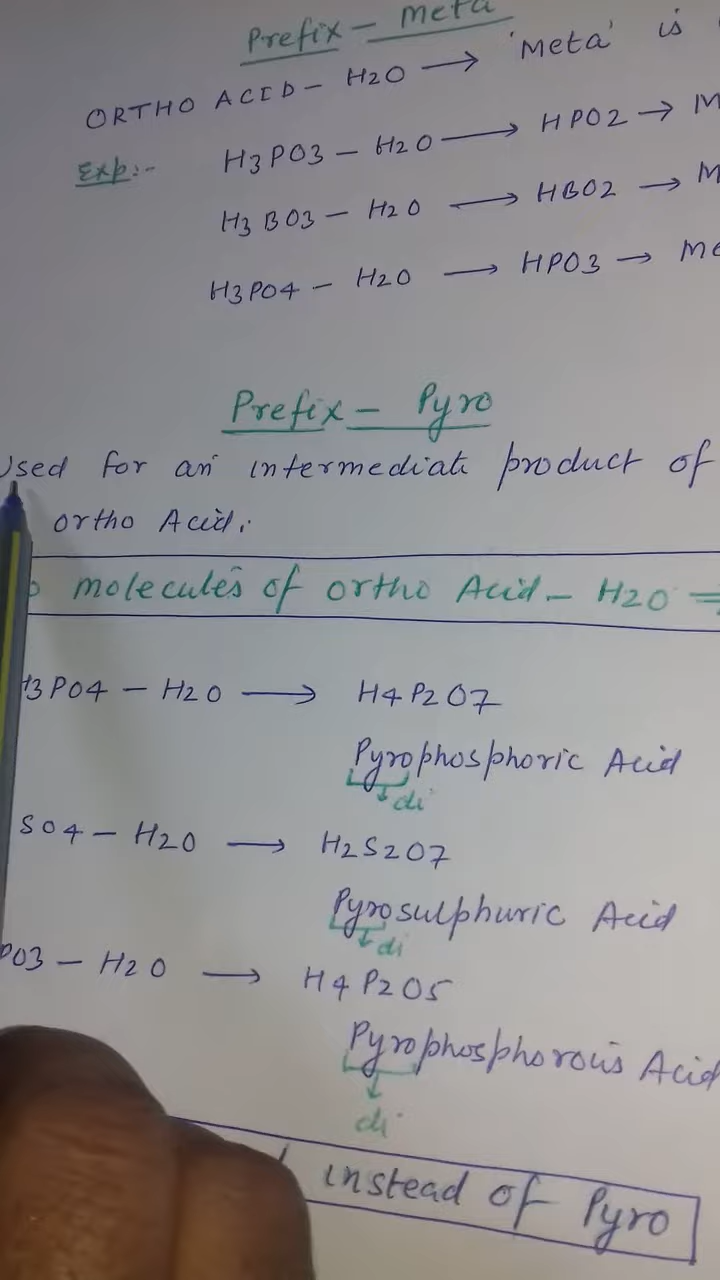 Prefix - Meta
ORTHO ACID - H2O → 'Meta' is
Exp:- H3PO3 - H2O → HPO2 → M
H3BO3 - H2O → HBO2 → M
H3PO4 - H2O → HPO3 → Me
Prefix - Pyro
Used for an intermediate product of
ortho Acid.
molecules of ortho Acid - H2O ⇒
H3PO4 - H2O → H4P2O7
Pyrophosphoric Acid
↓ di
SO4 - H2O → H2S2O7
Pyrosulphuric Acid
↓ di
PO3 - H2O → H4P2O5
Pyrophosphorous Acid
↓
di
instead of Pyro